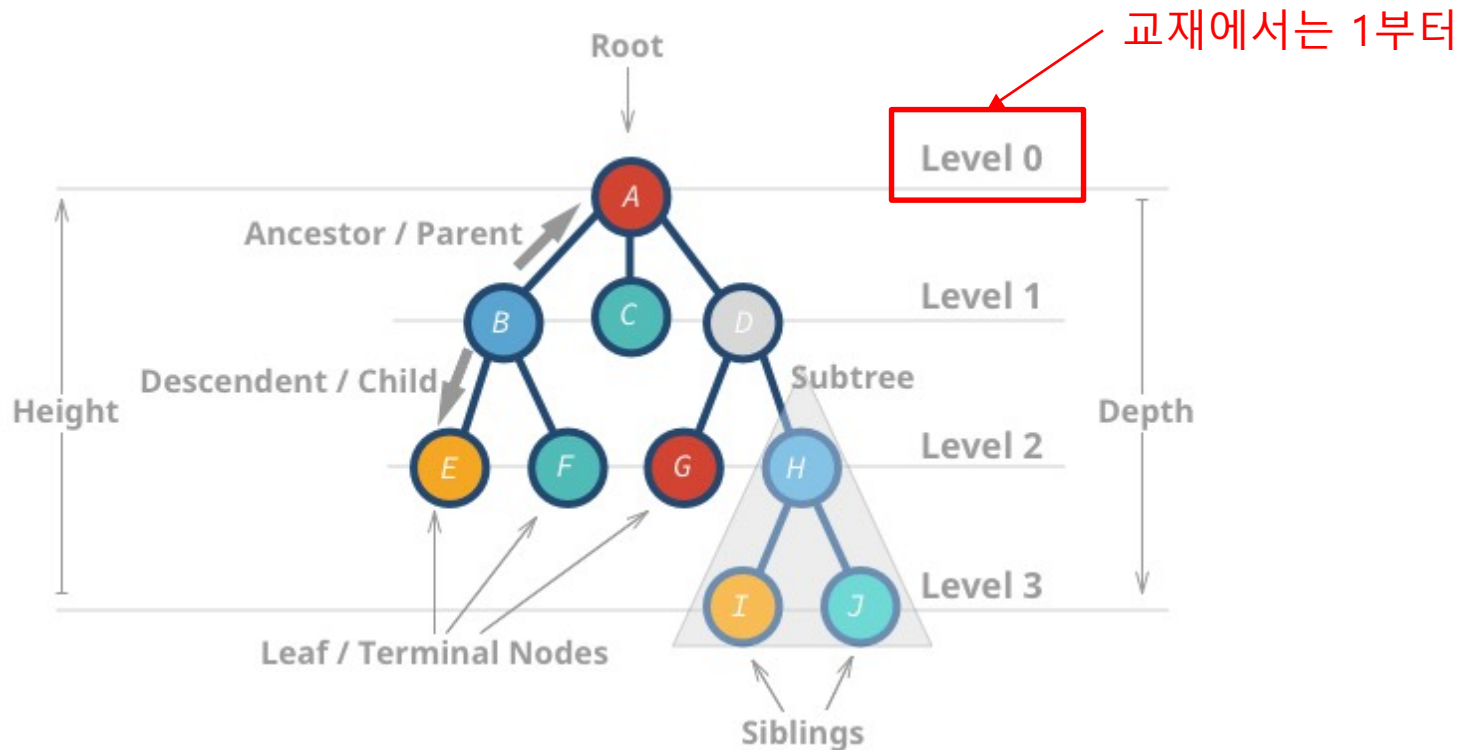 교재에서는 1부터
Root
Level 0
A
Ancestor / Parent
Level 1
B
C
D
Descendent / Child
Subtree
Height
Depth
Level 2
E
F
G
H
Level 3
I
J
Leaf / Terminal Nodes
Siblings